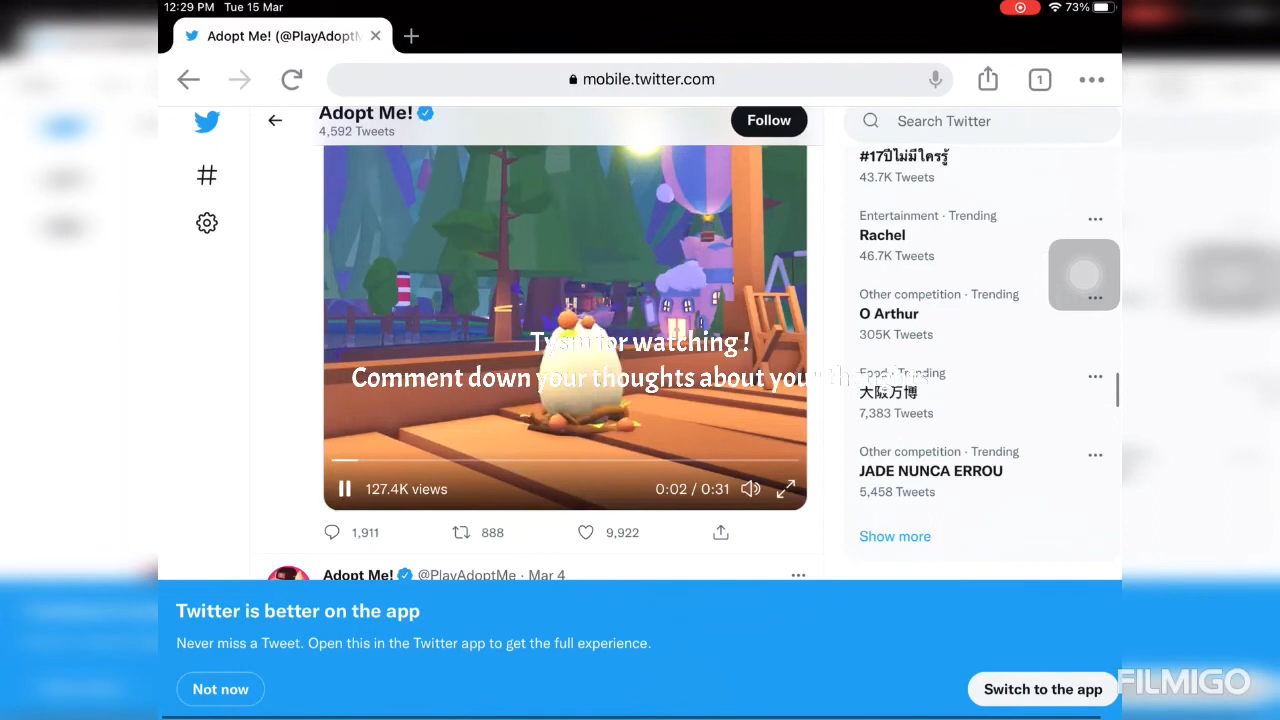 12:29 PM Tue 15 Mar
73%
Adopt Me! (@PlayAdoptM
mobile.twitter.com
1
Adopt Me!
4,592 Tweets
Follow
Search Twitter
#17ปีไม่มีใครรู้
43.7K Tweets
Entertainment · Trending
Rachel
46.7K Tweets
Other competition · Trending
O Arthur
305K Tweets
Food · Trending
大阪万博
7,383 Tweets
Other competition · Trending
JADE NUNCA ERROU
5,458 Tweets
Show more
Tysm for watching !
Comment down your thoughts about your
127.4K views
0:02 / 0:31
1,911
888
9,922
Adopt Me! @PlayAdoptMe · Mar 4
Twitter is better on the app
Never miss a Tweet. Open this in the Twitter app to get the full experience.
Not now
Switch to the app
FILMIGO